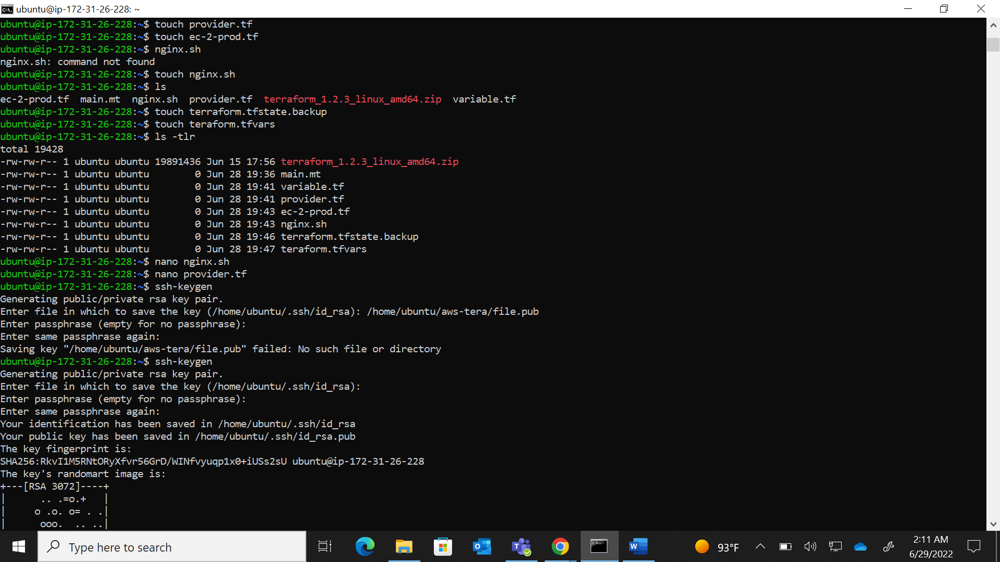 ubuntu@ip-172-31-26-228: ~
ubuntu@ip-172-31-26-228:~$ touch provider.tf
ubuntu@ip-172-31-26-228:~$ touch ec-2-prod.tf
ubuntu@ip-172-31-26-228:~$ nginx.sh
nginx.sh: command not found
ubuntu@ip-172-31-26-228:~$ touch nginx.sh
ubuntu@ip-172-31-26-228:~$ ls
ec-2-prod.tf  main.mt  nginx.sh  provider.tf  terraform_1.2.3_linux_amd64.zip  variable.tf
ubuntu@ip-172-31-26-228:~$ touch terraform.tfstate.backup
ubuntu@ip-172-31-26-228:~$ touch teraform.tfvars
ubuntu@ip-172-31-26-228:~$ ls -tlr
total 19428
-rw-rw-r-- 1 ubuntu ubuntu 19891436 Jun 15 17:56 terraform_1.2.3_linux_amd64.zip
-rw-rw-r-- 1 ubuntu ubuntu        0 Jun 28 19:36 main.mt
-rw-rw-r-- 1 ubuntu ubuntu        0 Jun 28 19:41 variable.tf
-rw-rw-r-- 1 ubuntu ubuntu        0 Jun 28 19:41 provider.tf
-rw-rw-r-- 1 ubuntu ubuntu        0 Jun 28 19:43 ec-2-prod.tf
-rw-rw-r-- 1 ubuntu ubuntu        0 Jun 28 19:43 nginx.sh
-rw-rw-r-- 1 ubuntu ubuntu        0 Jun 28 19:46 terraform.tfstate.backup
-rw-rw-r-- 1 ubuntu ubuntu        0 Jun 28 19:47 teraform.tfvars
ubuntu@ip-172-31-26-228:~$ nano nginx.sh
ubuntu@ip-172-31-26-228:~$ nano provider.tf
ubuntu@ip-172-31-26-228:~$ ssh-keygen
Generating public/private rsa key pair.
Enter file in which to save the key (/home/ubuntu/.ssh/id_rsa): /home/ubuntu/aws-tera/file.pub
Enter passphrase (empty for no passphrase):
Enter same passphrase again:
Saving key "/home/ubuntu/aws-tera/file.pub" failed: No such file or directory
ubuntu@ip-172-31-26-228:~$ ssh-keygen
Generating public/private rsa key pair.
Enter file in which to save the key (/home/ubuntu/.ssh/id_rsa):
Enter passphrase (empty for no passphrase):
Enter same passphrase again:
Your identification has been saved in /home/ubuntu/.ssh/id_rsa
Your public key has been saved in /home/ubuntu/.ssh/id_rsa.pub
The key fingerprint is:
SHA256:RkvI1M5RNtORyXfvr56GrD/WINfvyuqp1x0+iUSs2sU ubuntu@ip-172-31-26-228
The key's randomart image is:
+---[RSA 3072]----+
|      .. .=o.+   |
|     o .o. o= . .|
|      ooo.  .. ..|
Type here to search
93°F
2:11 AM
6/29/2022